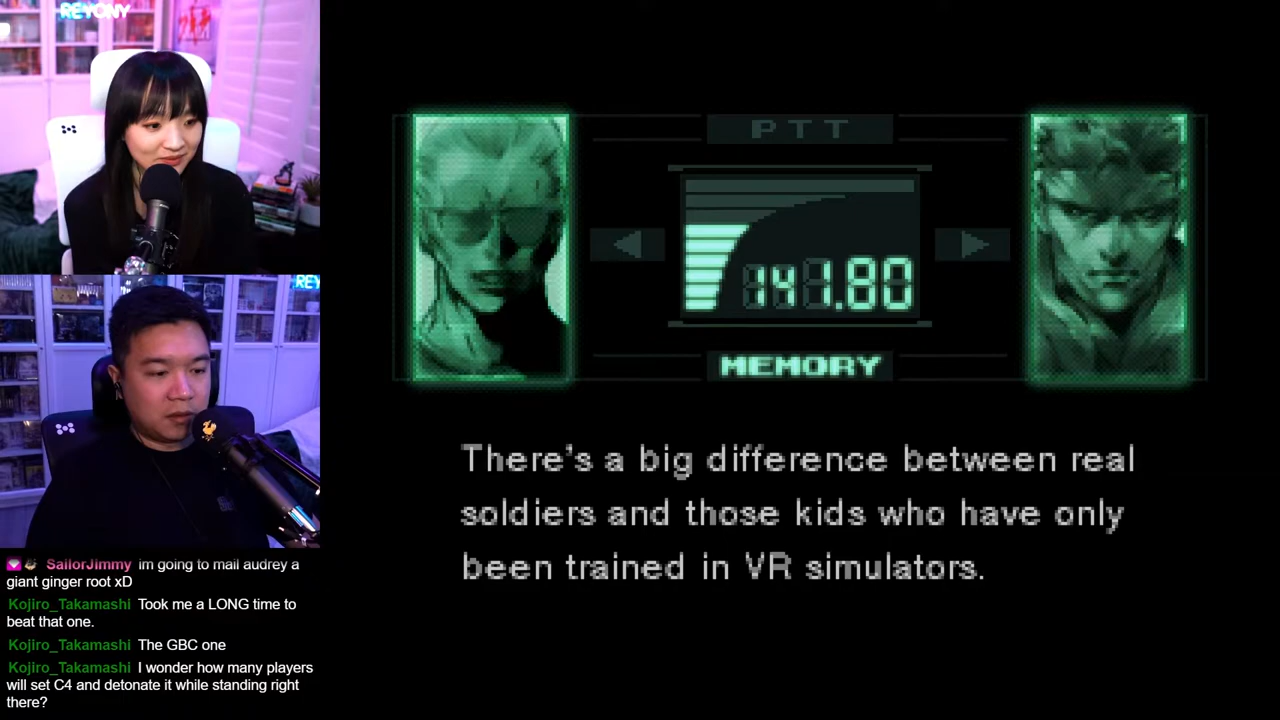 REYONY
REY
SailorJimmy im going to mail audrey a
giant ginger root xD
Kojiro_Takamashi Took me a LONG time to
beat that one.
Kojiro_Takamashi The GBC one
Kojiro_Takamashi I wonder how many players
will set C4 and detonate it while standing right
there?
PTT
141.80
MEMORY
There's a big difference between real
soldiers and those kids who have only
been trained in VR simulators.